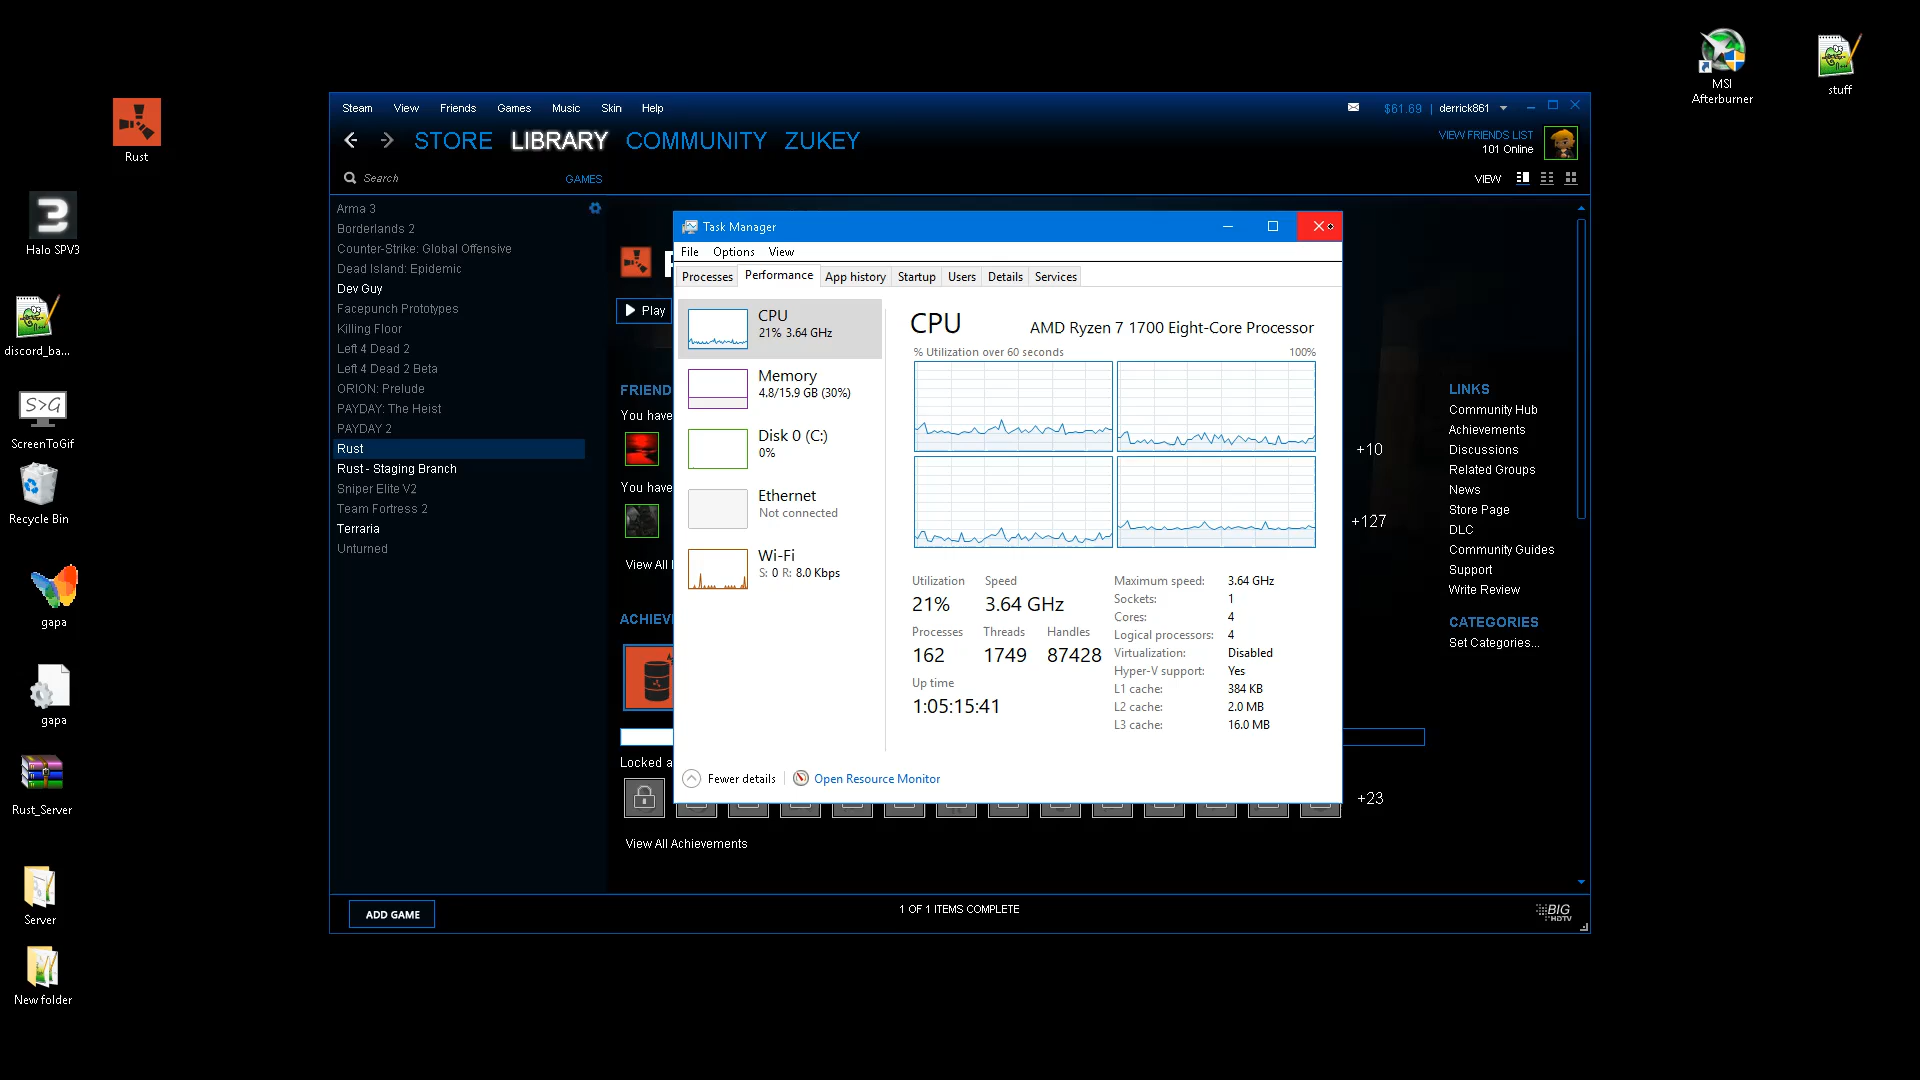 MSI
Afterburner
stuff
Rust
Halo SPV3
discord_ba...
S>G
ScreenToGif
Recycle Bin
gapa
gapa
Rust_Server
Server
New folder
Steam View Friends Games Music Skin Help
$61.69 | derrick861
STORE LIBRARY COMMUNITY ZUKEY
VIEW FRIENDS LIST
101 Online
Search
GAMES
VIEW
Arma 3
Borderlands 2
Counter-Strike: Global Offensive
Dead Island: Epidemic
Dev Guy
Facepunch Prototypes
Killing Floor
Left 4 Dead 2
Left 4 Dead 2 Beta
ORION: Prelude
PAYDAY: The Heist
PAYDAY 2
Rust
Rust - Staging Branch
Sniper Elite V2
Team Fortress 2
Terraria
Unturned
Play
FRIEND
You have
You have
View All
ACHIEV
Locked a
View All Achievements
+10
+127
+23
LINKS
Community Hub
Achievements
Discussions
Related Groups
News
Store Page
DLC
Community Guides
Support
Write Review
CATEGORIES
Set Categories...
ADD GAME
1 OF 1 ITEMS COMPLETE
BIG
HDTV
Task Manager
File Options View
Processes Performance App history Startup Users Details Services
CPU
21% 3.64 GHz
Memory
4.8/15.9 GB (30%)
Disk 0 (C:)
0%
Ethernet
Not connected
Wi-Fi
S: 0 R: 8.0 Kbps
CPU AMD Ryzen 7 1700 Eight-Core Processor
% Utilization over 60 seconds 100%
Utilization Speed
21% 3.64 GHz
Processes Threads Handles
162 1749 87428
Up time
1:05:15:41
Maximum speed: 3.64 GHz
Sockets: 1
Cores: 4
Logical processors: 4
Virtualization: Disabled
Hyper-V support: Yes
L1 cache: 384 KB
L2 cache: 2.0 MB
L3 cache: 16.0 MB
Fewer details Open Resource Monitor